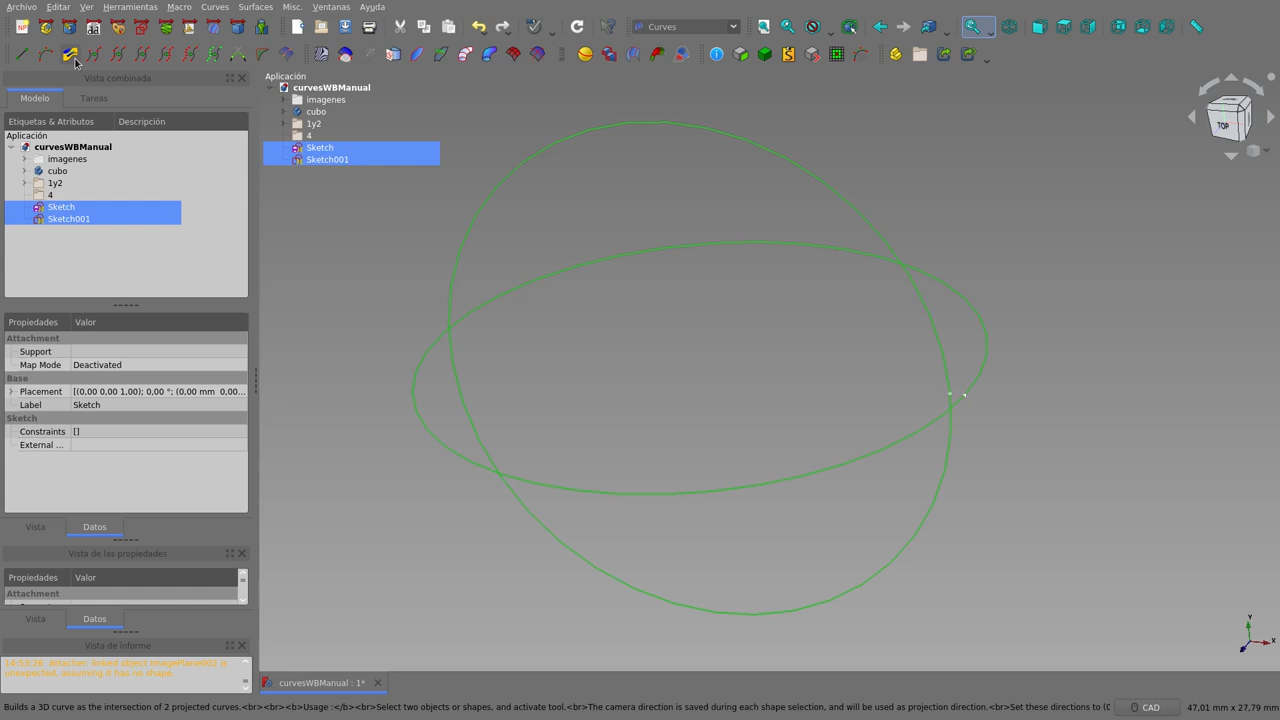 Archivo Editar Ver Herramientas Macro Curves Surfaces Misc. Ventanas Ayuda
Curves
Vista combinada
Modelo Tareas
Etiquetas & Atributos Descripción
Aplicación
curvesWBManual
imagenes
cubo
1y2
4
Sketch
Sketch001
Propiedades Valor
Attachment
Support
Map Mode Deactivated
Base
Placement [(0,00 0,00 1,00); 0,00 °; (0,00 mm 0,00...
Label Sketch
Sketch
Constraints []
External ...
Vista Datos
Vista de las propiedades
Propiedades Valor
Attachment
Vista Datos
Vista de informe
14:53:26 Attacher: linked object ImagePlane002 is
unexpected, assuming it has no shape.
Aplicación
curvesWBManual
imagenes
cubo
1y2
4
Sketch
Sketch001
TOP
Y
X
curvesWBManual : 1*
Builds a 3D curve as the intersection of 2 projected curves.<br><br><b>Usage :</b><br>Select two objects or shapes, and activate tool.<br>The camera direction is saved during each shape selection, and will be used as projection direction.<br>Set these directions to (0
CAD
47,01 mm x 27,79 mm